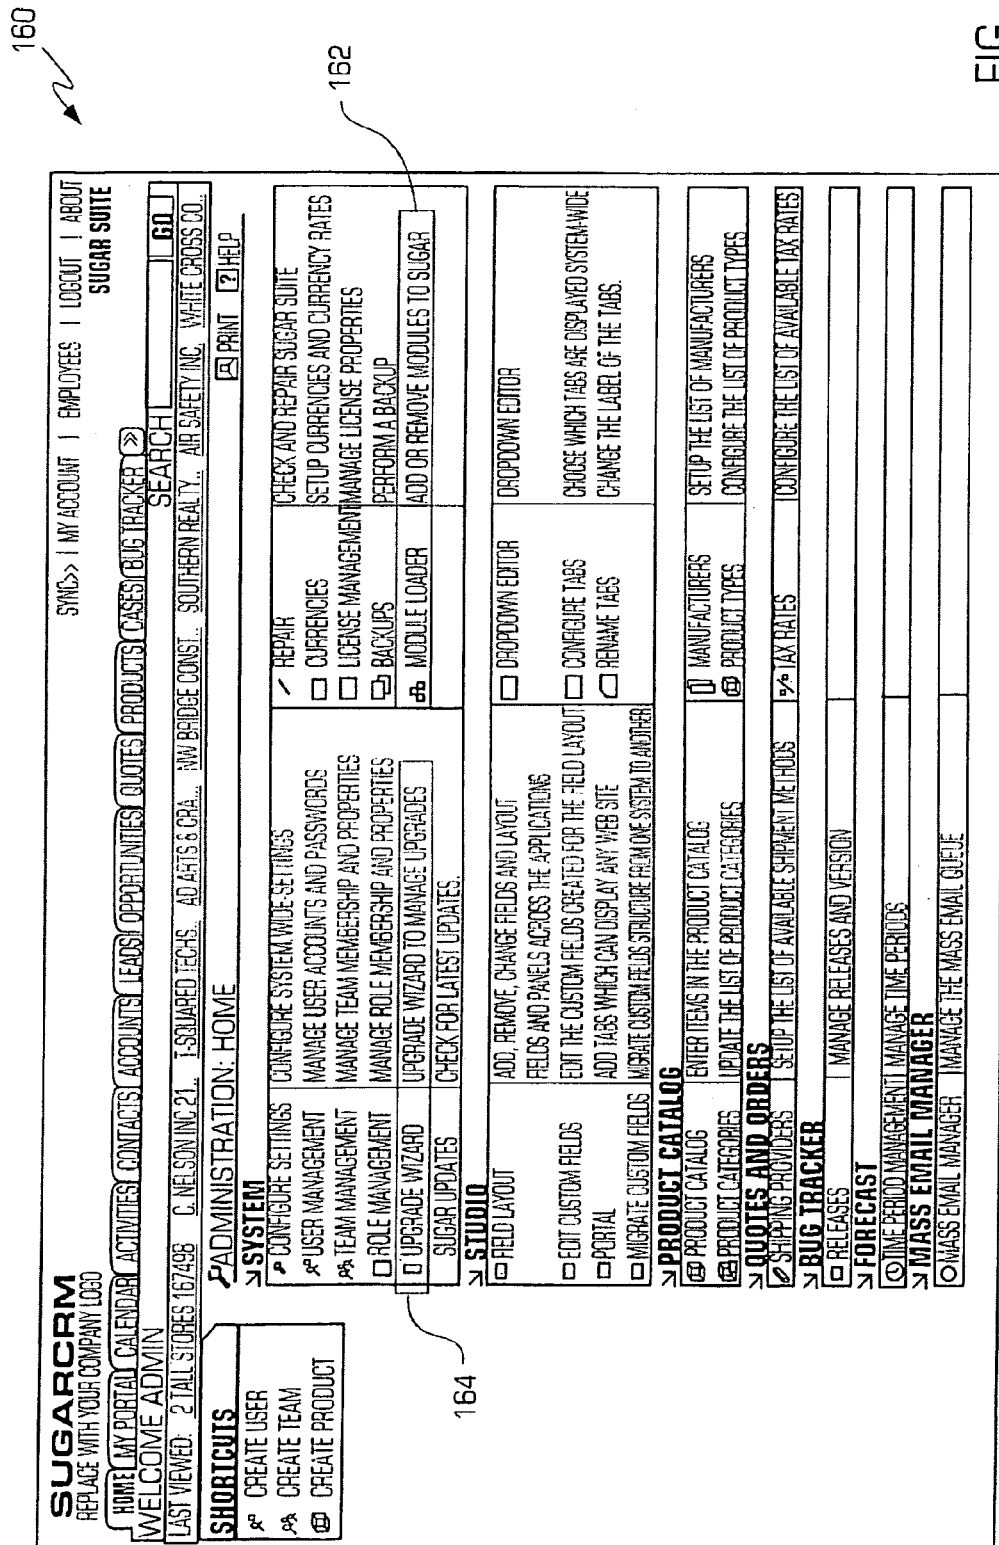 160
SYNC>> | MY ACCOUNT | EMPLOYEES | LOGOUT | ABOUT
SUGARCRM
SUGAR SUITE
REPLACE WITH YOUR COMPANY LOGO
HOME MY PORTAL CALENDAR ACTIVITIES CONTACTS ACCOUNTS LEADS OPPORTUNITIES QUOTES PRODUCTS CASES BUG TRACKER >>
WELCOME ADMIN SEARCH GO
LAST VIEWED: 2 TALL STORES 167498 C. NELSON INC 21.. T-SQUARED TECHS. AD ARTS & CRA... NW BRIDGE CONST.. SOUTHERN REALTY.. AIR SAFETY INC. WHITE CROSS CO..
SHORTCUTS
CREATE USER
CREATE TEAM
CREATE PRODUCT
ADMINISTRATION: HOME PRINT ? HELP
SYSTEM
CONFIGURE SETTINGS CONFIGURE SYSTEM WIDE SETTINGS REPAIR CHECK AND REPAIR SUGAR SUITE
USER MANAGEMENT MANAGE USER ACCOUNTS AND PASSWORDS CURRENCIES SETUP CURRENCIES AND CURRENCY RATES
TEAM MANAGEMENT MANAGE TEAM MEMBERSHIP AND PROPERTIES LICENSE MANAGEMENT MANAGE LICENSE PROPERTIES
ROLE MANAGEMENT MANAGE ROLE MEMBERSHIP AND PROPERTIES BACKUPS PERFORM A BACKUP
UPGRADE WIZARD UPGRADE WIZARD TO MANAGE UPGRADES MODULE LOADER ADD OR REMOVE MODULES TO SUGAR
SUGAR UPDATES CHECK FOR LATEST UPDATES.
162
164
STUDIO
FIELD LAYOUT ADD, REMOVE, CHANGE FIELDS AND LAYOUT DROPDOWN EDITOR DROPDOWN EDITOR
FIELDS AND PANELS ACROSS THE APPLICATIONS
EDIT CUSTOM FIELDS EDIT THE CUSTOM FIELDS CREATED FOR THE FIELD LAYOUT CONFIGURE TABS CHOOSE WHICH TABS ARE DISPLAYED SYSTEM-WIDE
PORTAL ADD TABS WHICH CAN DISPLAY ANY WEB SITE RENAME TABS CHANGE THE LABEL OF THE TABS.
MIGRATE CUSTOM FIELDS MIGRATE CUSTOM FIELDS STRUCTURE FROM ONE SYSTEM TO ANOTHER
PRODUCT CATALOG
PRODUCT CATALOG ENTER ITEMS IN THE PRODUCT CATALOG MANUFACTURERS SETUP THE LIST OF MANUFACTURERS
PRODUCT CATEGORIES UPDATE THE LIST OF PRODUCT CATEGORIES PRODUCT TYPES CONFIGURE THE LIST OF PRODUCT TYPES
QUOTES AND ORDERS
SHIPPING PROVIDERS SETUP THE LIST OF AVAILABLE SHIPMENT METHODS TAX RATES CONFIGURE THE LIST OF AVAILABLE TAX RATES
BUG TRACKER
RELEASES MANAGE RELEASES AND VERSION
FORECAST
TIME PERIOD MANAGEMENT MANAGE TIME PERIODS
MASS EMAIL MANAGER
MASS EMAIL MANAGER MANAGE THE MASS EMAIL QUEUE
FIG